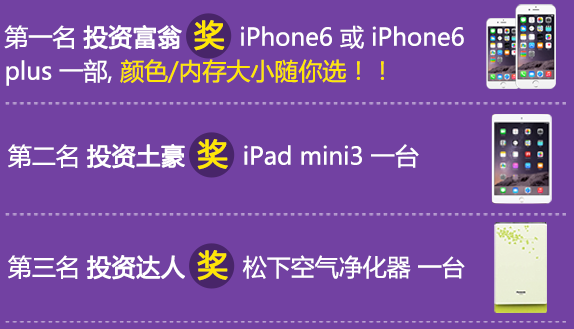 第一名 投资富翁 奖 iPhone6 或 iPhone6
plus 一部, 颜色/内存大小随你选！！
第二名 投资土豪 奖 iPad mini3 一台
第三名 投资达人 奖 松下空气净化器 一台